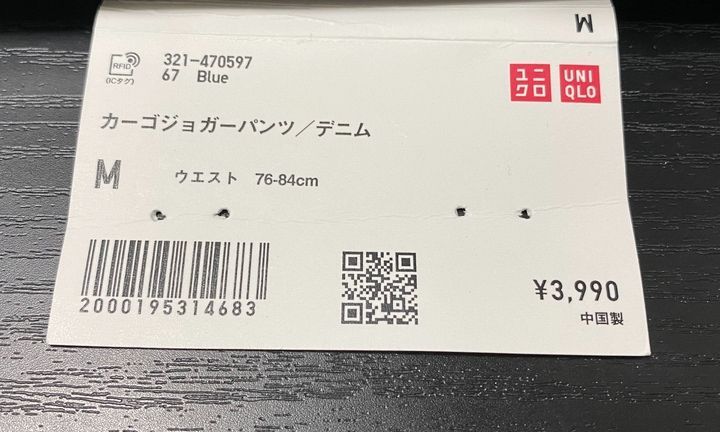 M
RFID
(ICタグ)
321-470597
67 Blue
ユニ
クロ
UNI
QLO
カーゴジョガーパンツ／デニム
M ウエスト 76-84cm
2000195314683
¥3,990
中国製